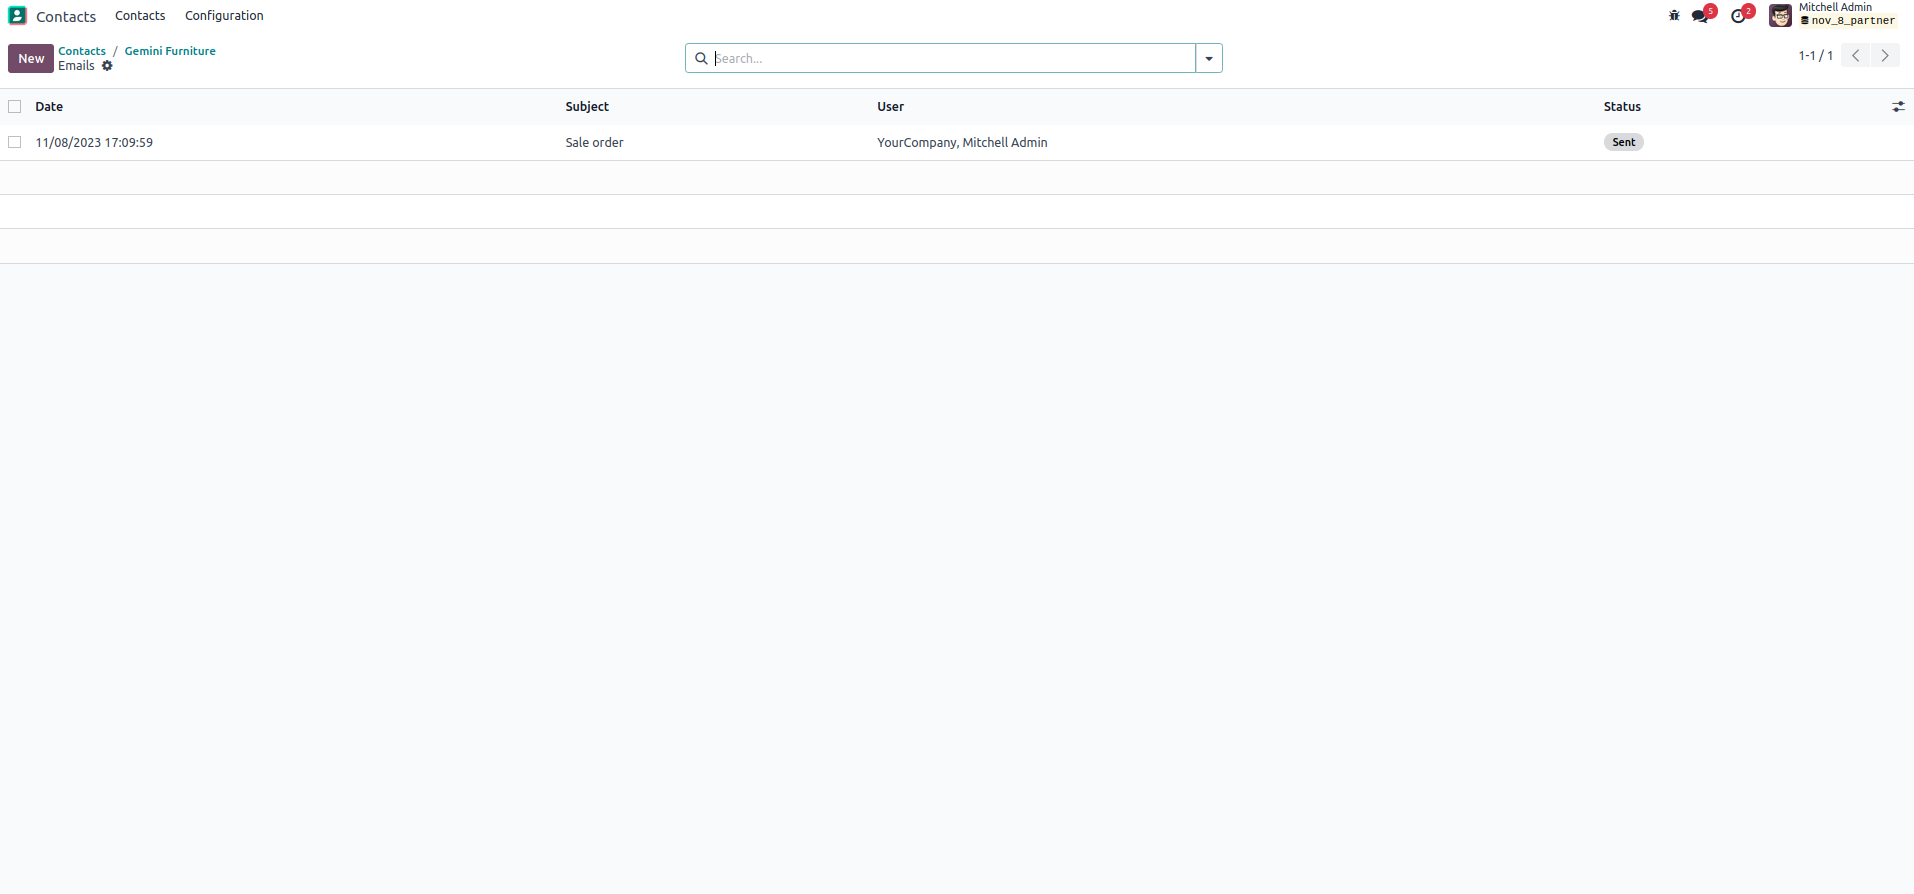 Contacts Contacts Configuration 5 2 Mitchell Admin
nov_8_partner
New Contacts / Gemini Furniture
Emails
Search...
1-1 / 1
Date Subject User Status
11/08/2023 17:09:59 Sale order YourCompany, Mitchell Admin Sent